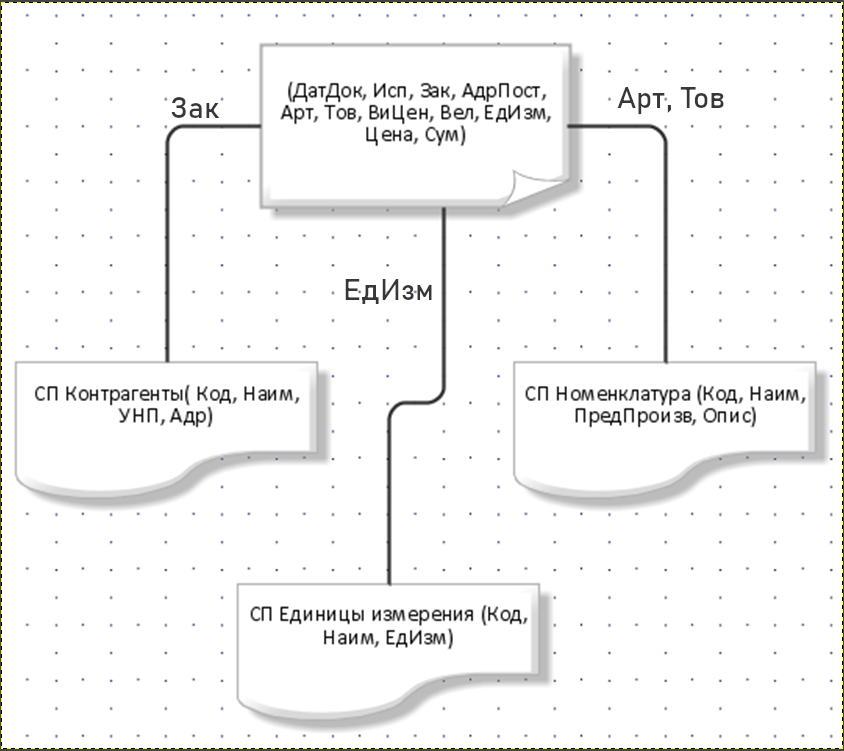 (ДатДок, Исп, Зак, АдрПост,
Арт, Тов, ВиЦен, Вел, ЕдИзм,
Цена, Сум)
Зак
Арт, Тов
ЕдИзм
СП Контрагенты( Код, Наим,
УНП, Адр)
СП Номенклатура (Код, Наим,
ПредПроизв, Опис)
СП Единицы измерения (Код,
Наим, ЕдИзм)